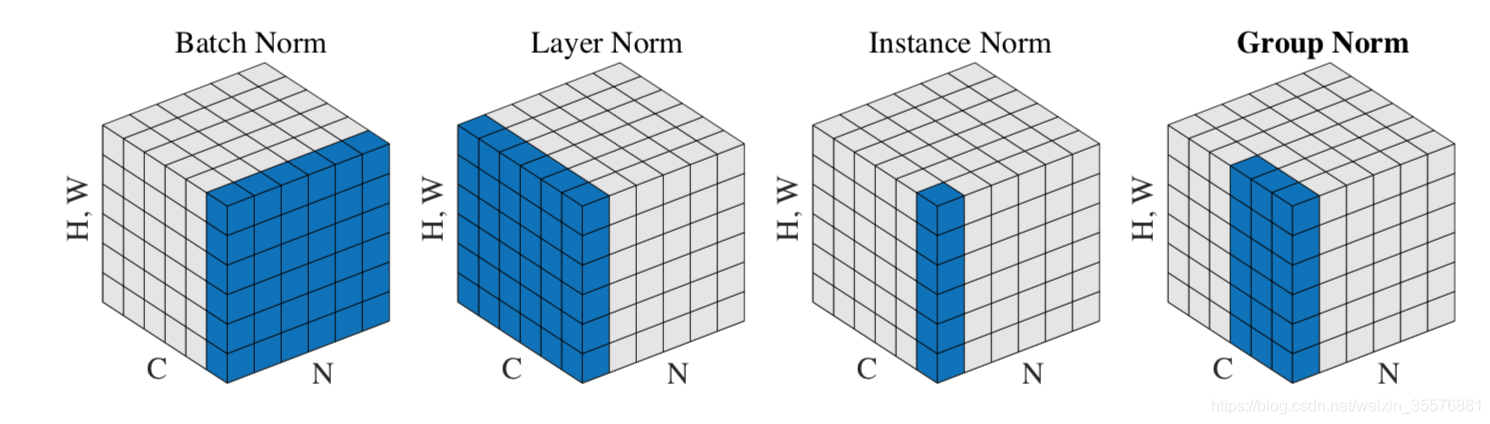 Batch Norm
Layer Norm
Instance Norm
Group Norm
H, W
H, W
H, W
H, W
C
N
C
N
C
N
C
N
https://blog.csdn.net/weixin_35576881